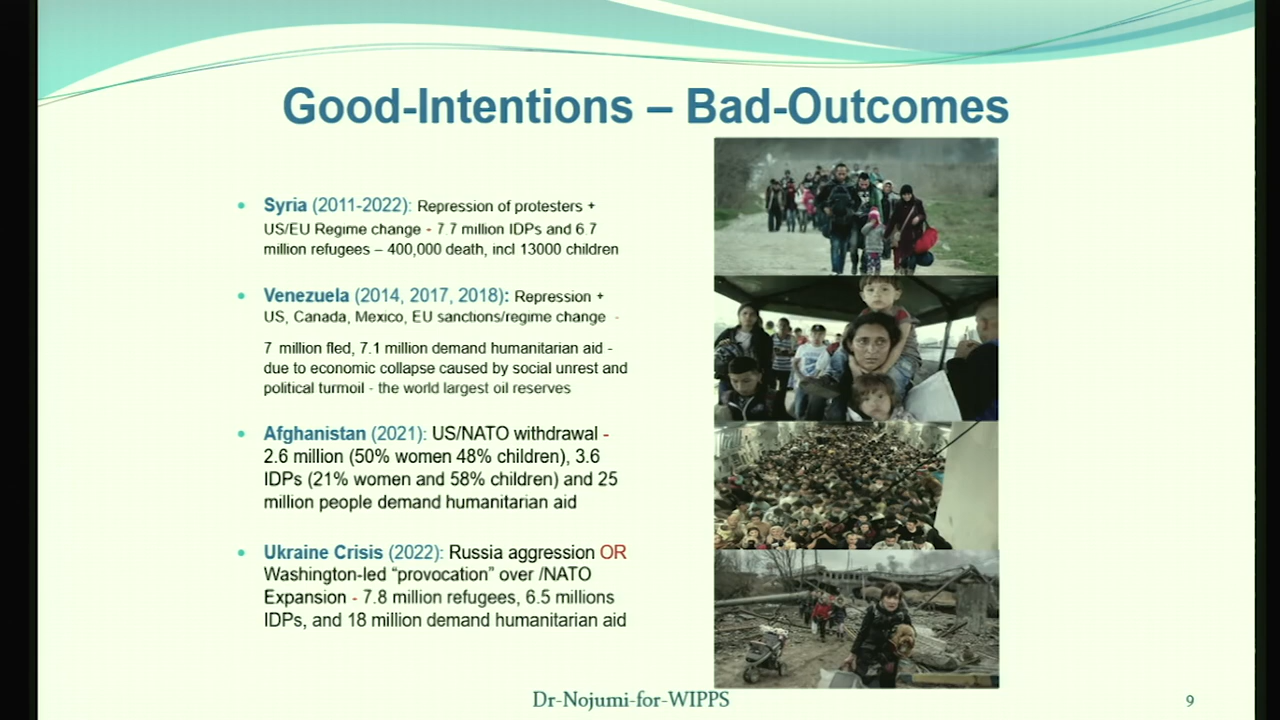 Good-Intentions – Bad-Outcomes
• Syria (2011-2022): Repression of protesters +
US/EU Regime change - 7.7 million IDPs and 6.7
million refugees – 400,000 death, incl 13000 children
• Venezuela (2014, 2017, 2018): Repression +
US, Canada, Mexico, EU sanctions/regime change -
7 million fled, 7.1 million demand humanitarian aid -
due to economic collapse caused by social unrest and
political turmoil - the world largest oil reserves
• Afghanistan (2021): US/NATO withdrawal -
2.6 million (50% women 48% children), 3.6
IDPs (21% women and 58% children) and 25
million people demand humanitarian aid
• Ukraine Crisis (2022): Russia aggression OR
Washington-led “provocation” over /NATO
Expansion - 7.8 million refugees, 6.5 millions
IDPs, and 18 million demand humanitarian aid
Dr-Nojumi-for-WIPPS
9